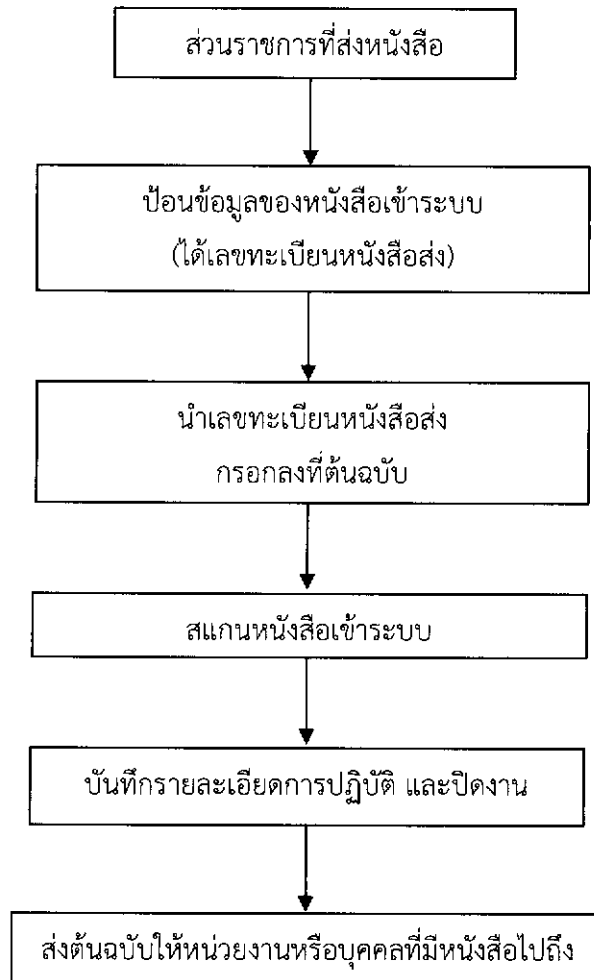 ส่วนราชการที่ส่งหนังสือ
ป้อนข้อมูลของหนังสือเข้าระบบ
(ได้เลขทะเบียนหนังสือส่ง)
นำเลขทะเบียนหนังสือส่ง
กรอกลงที่ต้นฉบับ
สแกนหนังสือเข้าระบบ
บันทึกรายละเอียดการปฏิบัติ และปิดงาน
ส่งต้นฉบับให้หน่วยงานหรือบุคคลที่มีหนังสือไปถึง